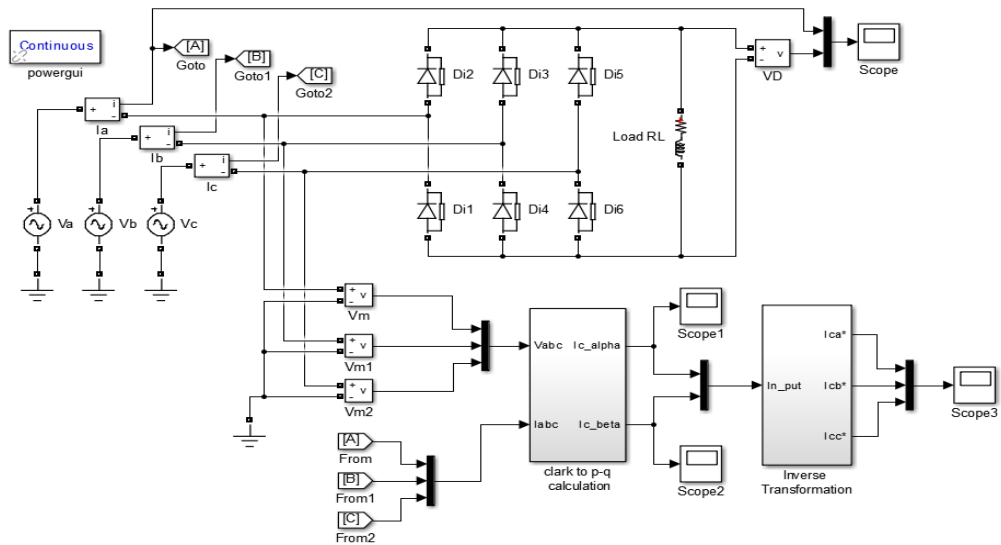 Continuous
powergui
[A]
Goto
[B]
Goto1
[C]
Goto2
+
-
i
Ia
+
-
i
Ib
+
-
i
Ic
+
Va
+
Vb
+
Vc
Di2
Di3
Di5
Di1
Di4
Di6
Load RL
+
-
v
VD
Scope
+
-
v
Vm
+
-
v
Vm1
+
-
v
Vm2
[A]
From
[B]
From1
[C]
From2
Vabc
Iabc
Ic_alpha
Ic_beta
clark to p-q
calculation
Scope1
Scope2
In_put
Ica*
Icb*
Icc*
Inverse
Transformation
Scope3